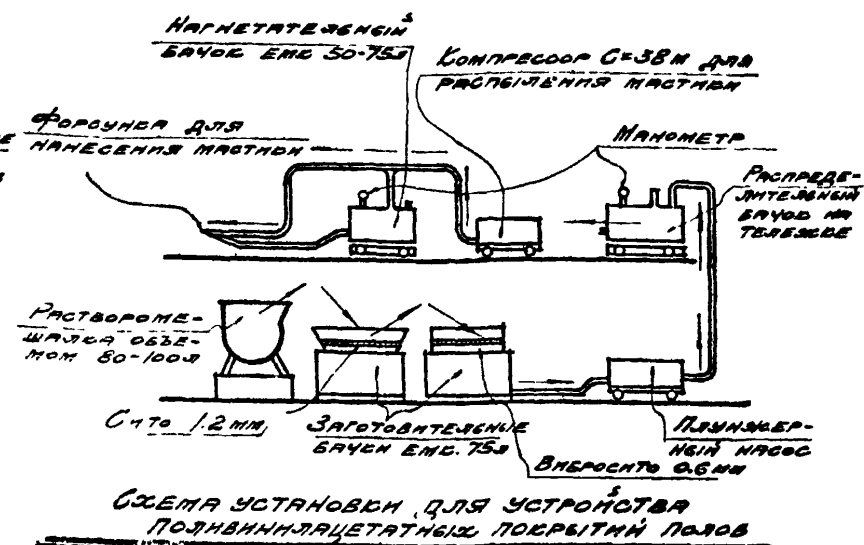 НАГНЕТАТЕЛЬНЫЙ
БАЧОК ЕМК 50-75Л
КОМПРЕССОР С=38М ДЛЯ
РАСПЫЛЕНИЯ МАСТИКИ
ФОРСУНКА ДЛЯ
НАНЕСЕНИЯ МАСТИКИ
МАНОМЕТР
РАСПРЕДЕ-
ЛИТЕЛЬНЫЙ
БАЧОК НА
ТЕЛЕЖКЕ
РАСТВОРОМЕ-
ШАЛКА ОБЪЕ-
МОМ 80-100Л
СИТО 1.2 mm
ЗАГОТОВИТЕЛЬНЫЕ
БАЧКИ ЕМК. 75Л
ПЛУНЖЕР-
НЫЙ НАСОС
ВИБРОСИТО 0.6 мм
СХЕМА УСТАНОВКИ ДЛЯ УСТРОЙСТВА
ПОЛИВИНИЛАЦЕТАТНЫХ ПОКРЫТИЙ ПОЛОВ